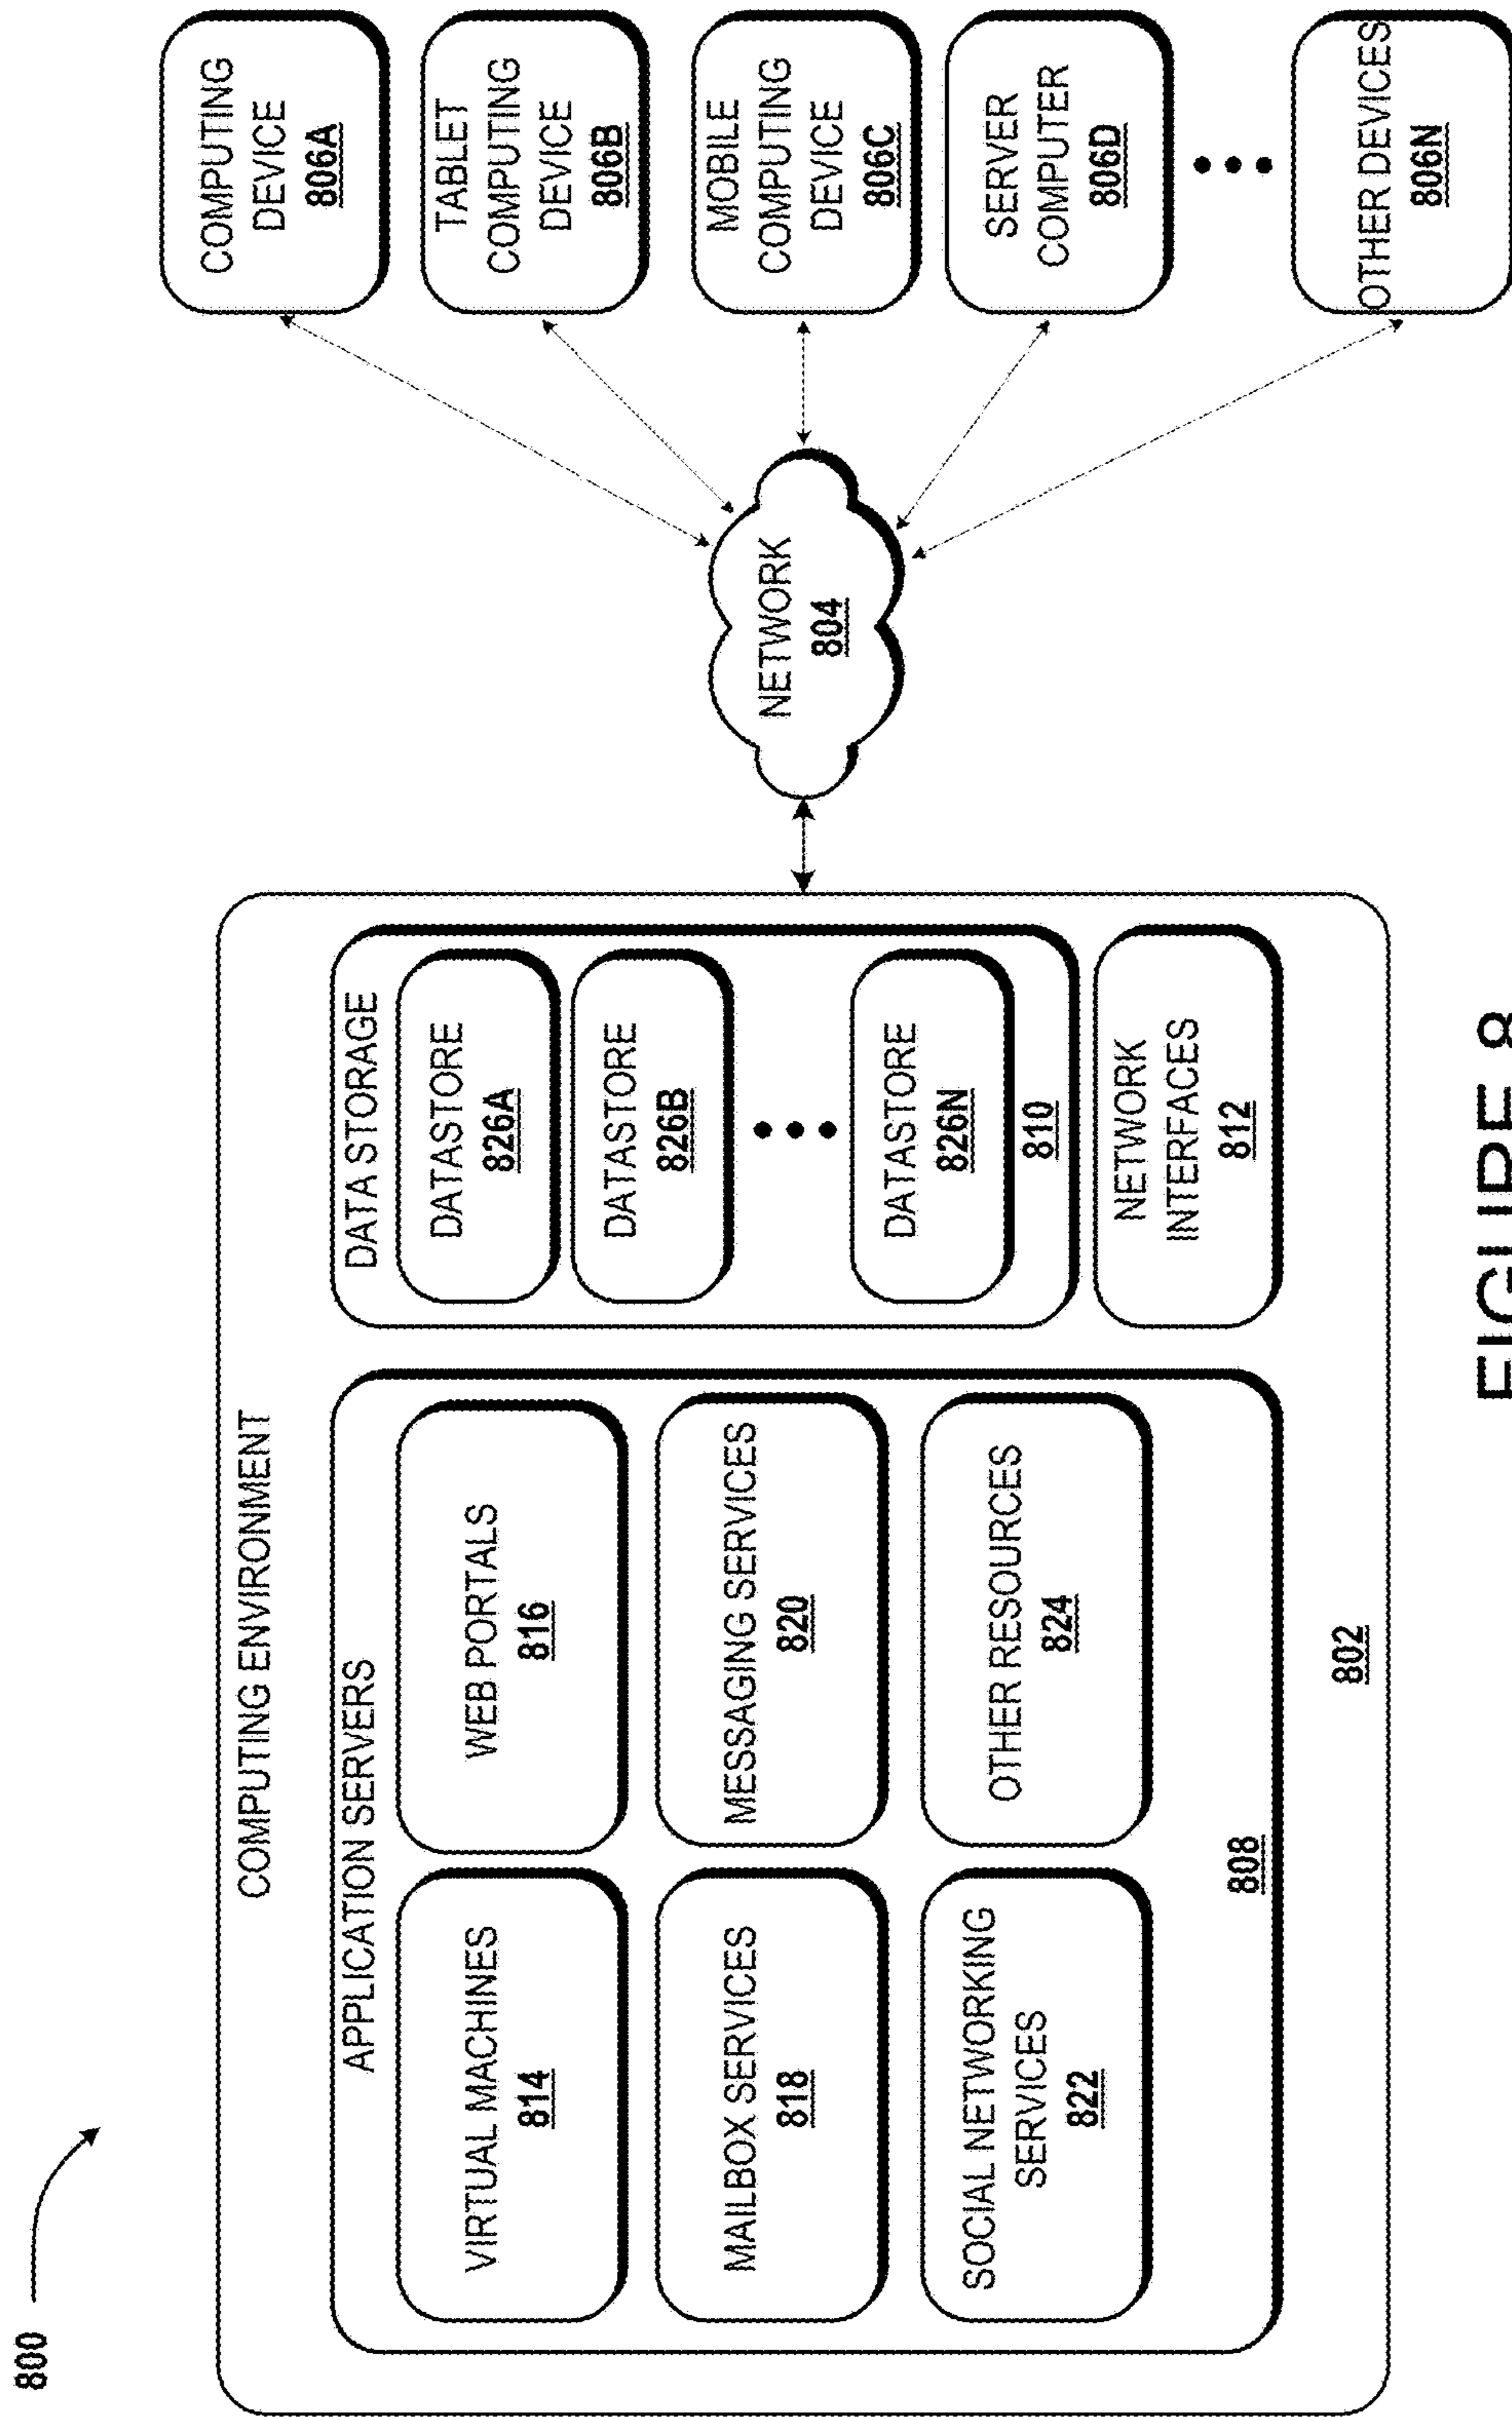 800
COMPUTING ENVIRONMENT
APPLICATION SERVERS
VIRTUAL MACHINES
814
WEB PORTALS
816
MAILBOX SERVICES
818
MESSAGING SERVICES
820
SOCIAL NETWORKING
SERVICES
822
OTHER RESOURCES
824
808
DATA STORAGE
DATASTORE
826A
DATASTORE
826B
DATASTORE
826N
810
NETWORK
INTERFACES
812
802
NETWORK
804
COMPUTING
DEVICE
806A
TABLET
COMPUTING
DEVICE
806B
MOBILE
COMPUTING
DEVICE
806C
SERVER
COMPUTER
806D
OTHER DEVICES
806N
FIGURE 8